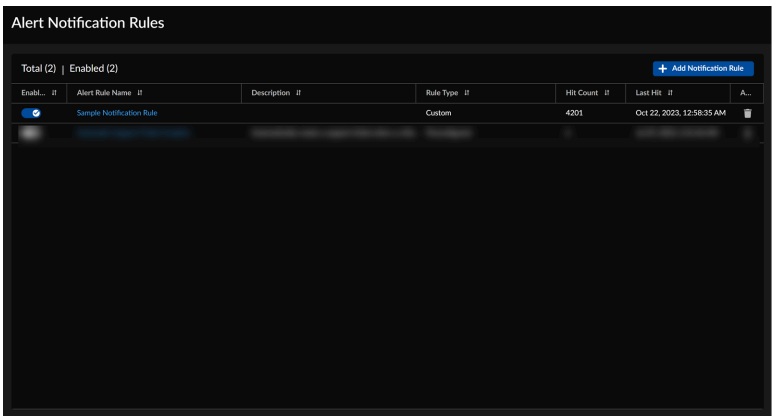 Alert Notification Rules
Total (2) | Enabled (2)
Add Notification Rule
Enabl... Alert Rule Name Description Rule Type Hit Count Last Hit A...
Sample Notification Rule Custom 4201 Oct 22, 2023, 12:58:35 AM